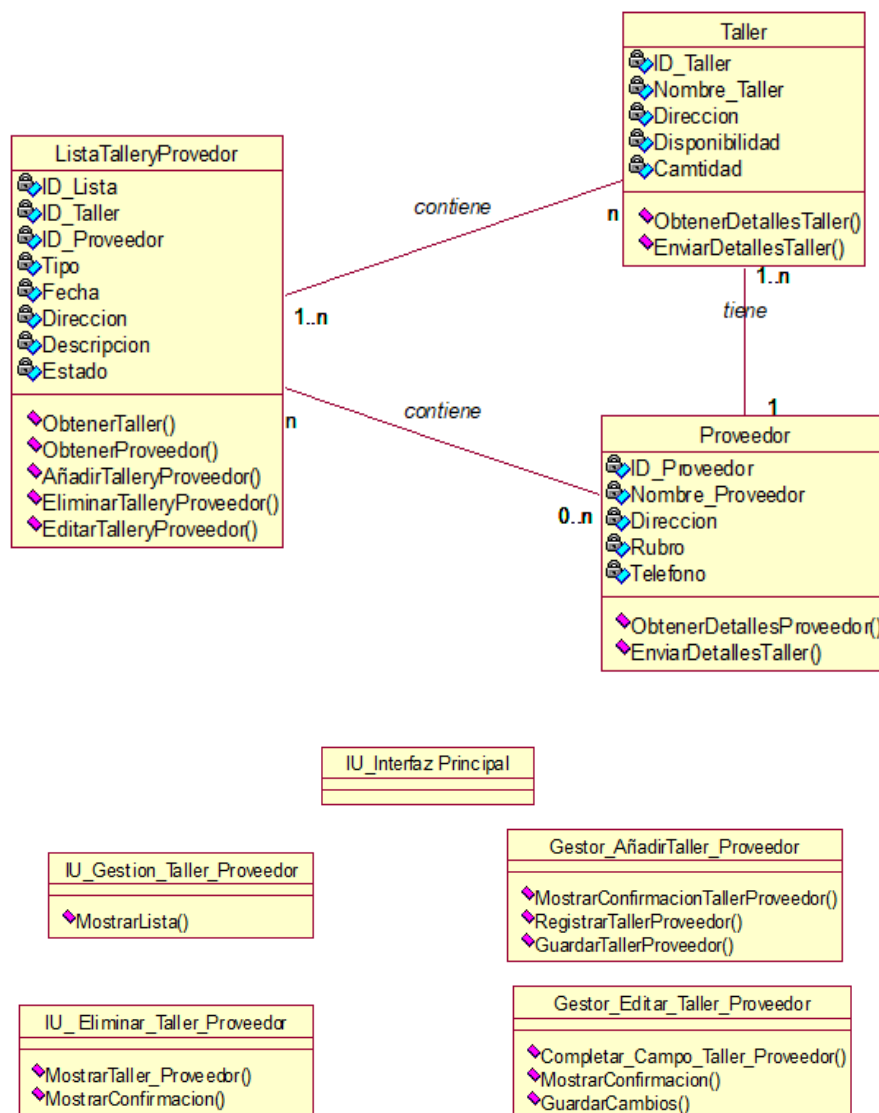 Taller
ID_Taller
Nombre_Taller
Direccion
Disponibilidad
Camtidad
ObtenerDetallesTaller()
EnviarDetallesTaller()
ListaTalleryProvedor
ID_Lista
ID_Taller
ID_Proveedor
Tipo
Fecha
Direccion
Descripcion
Estado
ObtenerTaller()
ObtenerProveedor()
AñadirTalleryProveedor()
EliminarTalleryProveedor()
EditarTalleryProveedor()
contiene
n
1..n
1..n
tiene
1
contiene
n
0..n
Proveedor
ID_Proveedor
Nombre_Proveedor
Direccion
Rubro
Telefono
ObtenerDetallesProveedor()
EnviarDetallesTaller()
IU_Interfaz Principal
IU_Gestion_Taller_Proveedor
MostrarLista()
Gestor_AñadirTaller_Proveedor
MostrarConfirmacionTallerProveedor()
RegistrarTallerProveedor()
GuardarTallerProveedor()
IU_ Eliminar_Taller_Proveedor
MostrarTaller_Proveedor()
MostrarConfirmacion()
Gestor_Editar_Taller_Proveedor
Completar_Campo_Taller_Proveedor()
MostrarConfirmacion()
GuardarCambios()